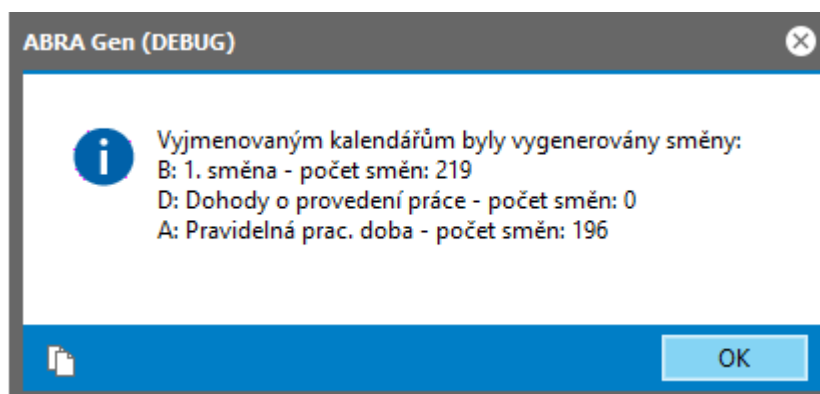 ABRA Gen (DEBUG)
Vyjmenovaným kalendářům byly vygenerovány směny:
B: 1. směna - počet směn: 219
D: Dohody o provedení práce - počet směn: 0
A: Pravidelná prac. doba - počet směn: 196
OK